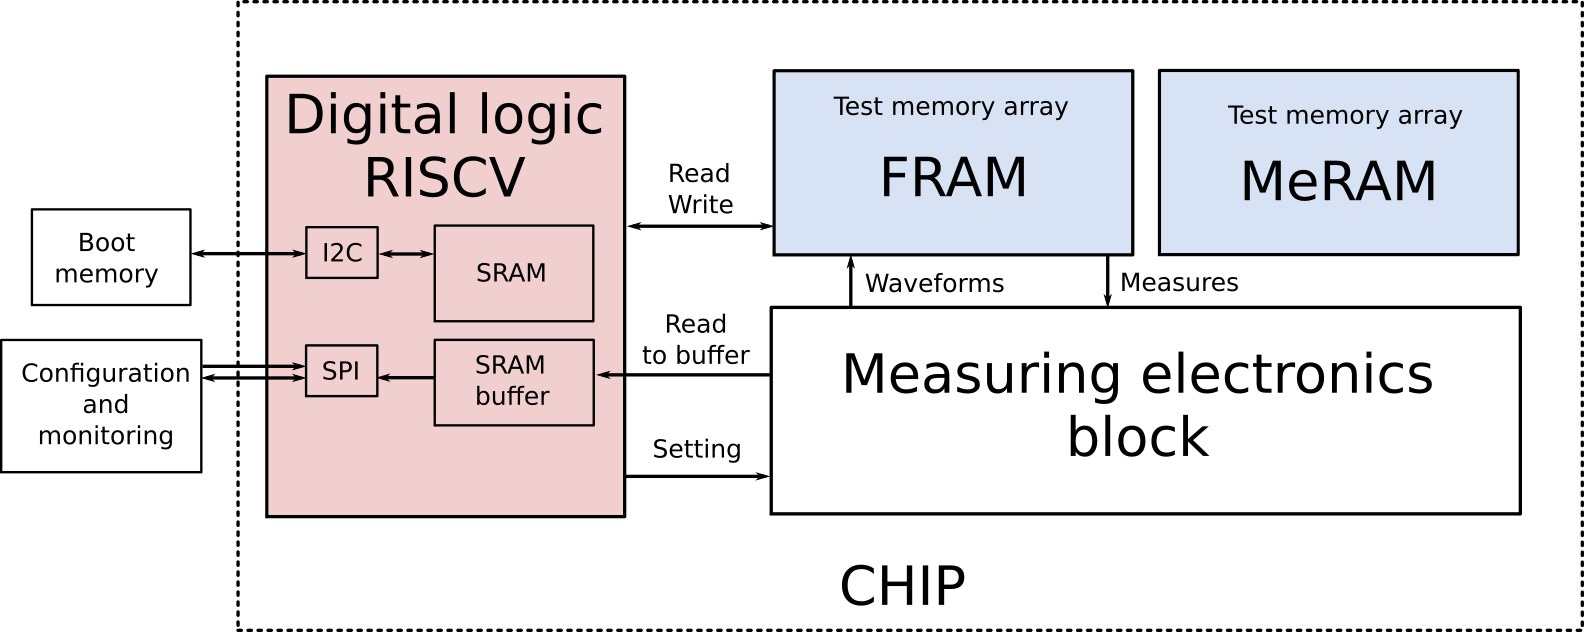 Digital logic
RISCV
Test memory array
FRAM
Test memory array
MeRAM
Read
Write
Boot
memory
I2C
SRAM
Waveforms
Measures
Configuration
and
monitoring
SPI
SRAM
buffer
Read
to buffer
Measuring electronics
block
Setting
CHIP